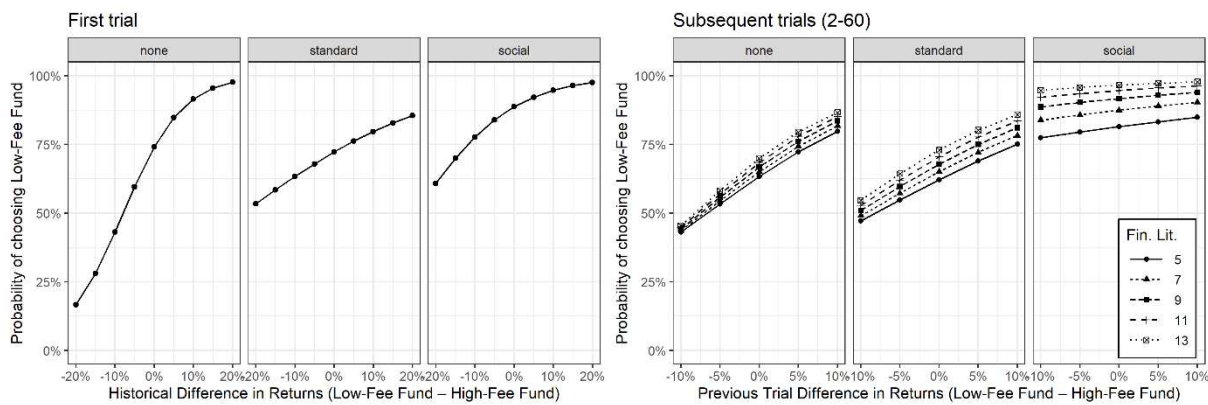 First trial
none standard social
Probability of choosing Low-Fee Fund
100%
75%
50%
25%
0%
-20% -10% 0% 10% 20% -20% -10% 0% 10% 20% -20% -10% 0% 10% 20%
Historical Difference in Returns (Low-Fee Fund – High-Fee Fund)
Subsequent trials (2-60)
none standard social
Probability of choosing Low-Fee Fund
100%
75%
50%
25%
0%
Fin. Lit.
5
7
9
11
13
-10% -5% 0% 5% 10% -10% -5% 0% 5% 10% -10% -5% 0% 5% 10%
Previous Trial Difference in Returns (Low-Fee Fund – High-Fee Fund)